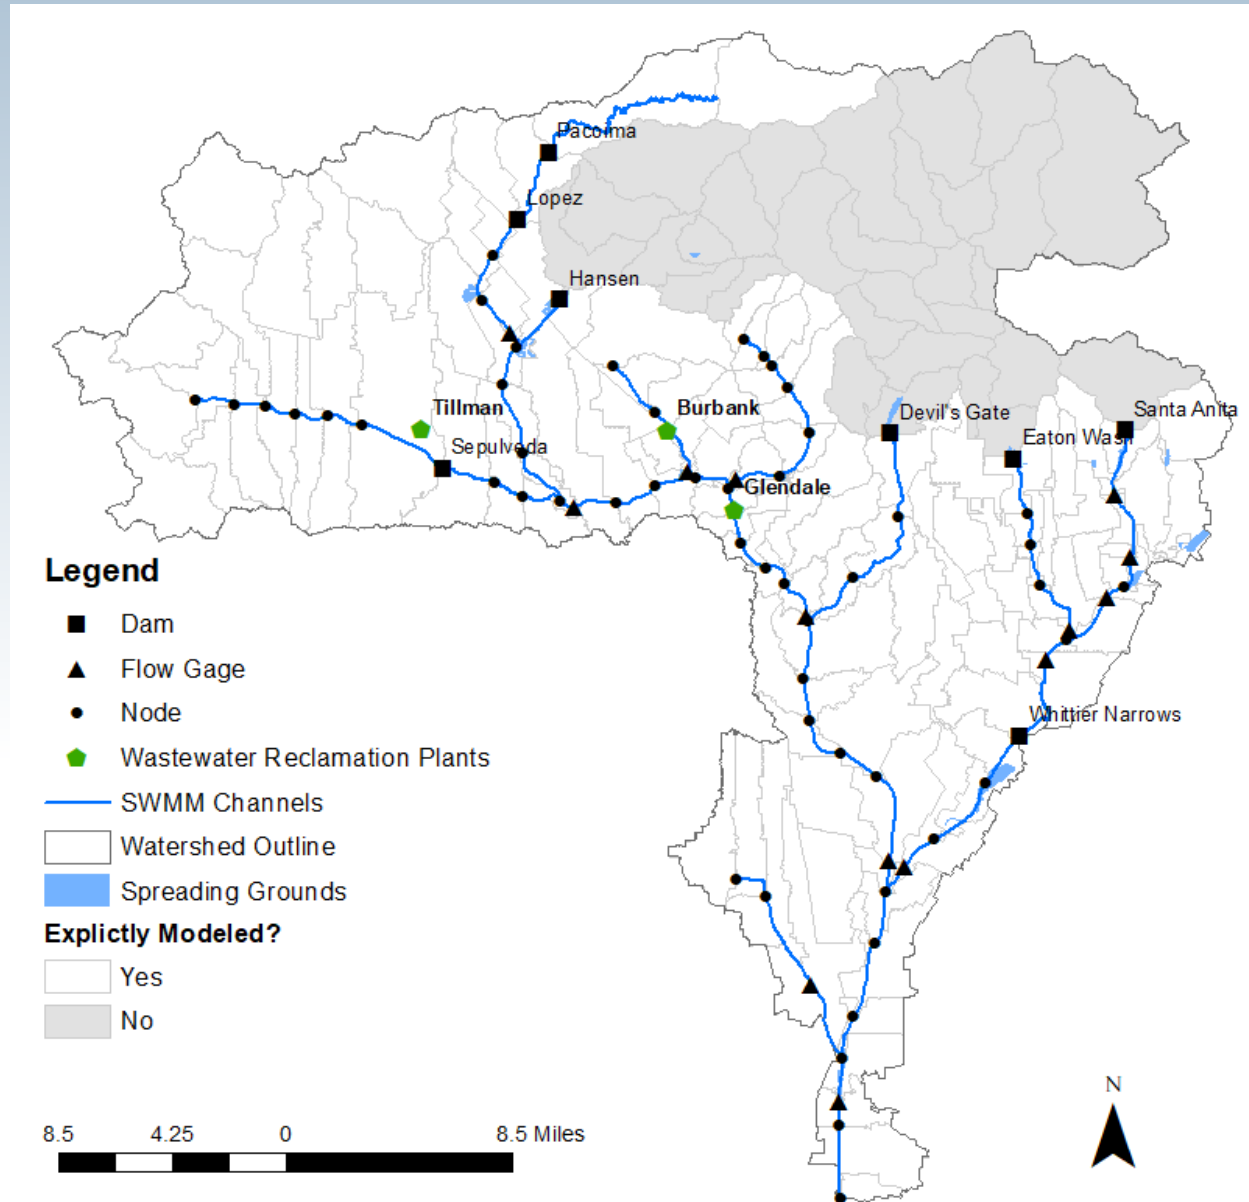 Pacoima
Lopez
Hansen
Tillman
Burbank
Devil's Gate
Santa Anita
Sepulveda
Eaton Wash
Glendale
Whittier Narrows
Legend
Dam
Flow Gage
Node
Wastewater Reclamation Plants
SWMM Channels
Watershed Outline
Spreading Grounds
Explictly Modeled?
Yes
No
8.5 4.25 0 8.5 Miles
N